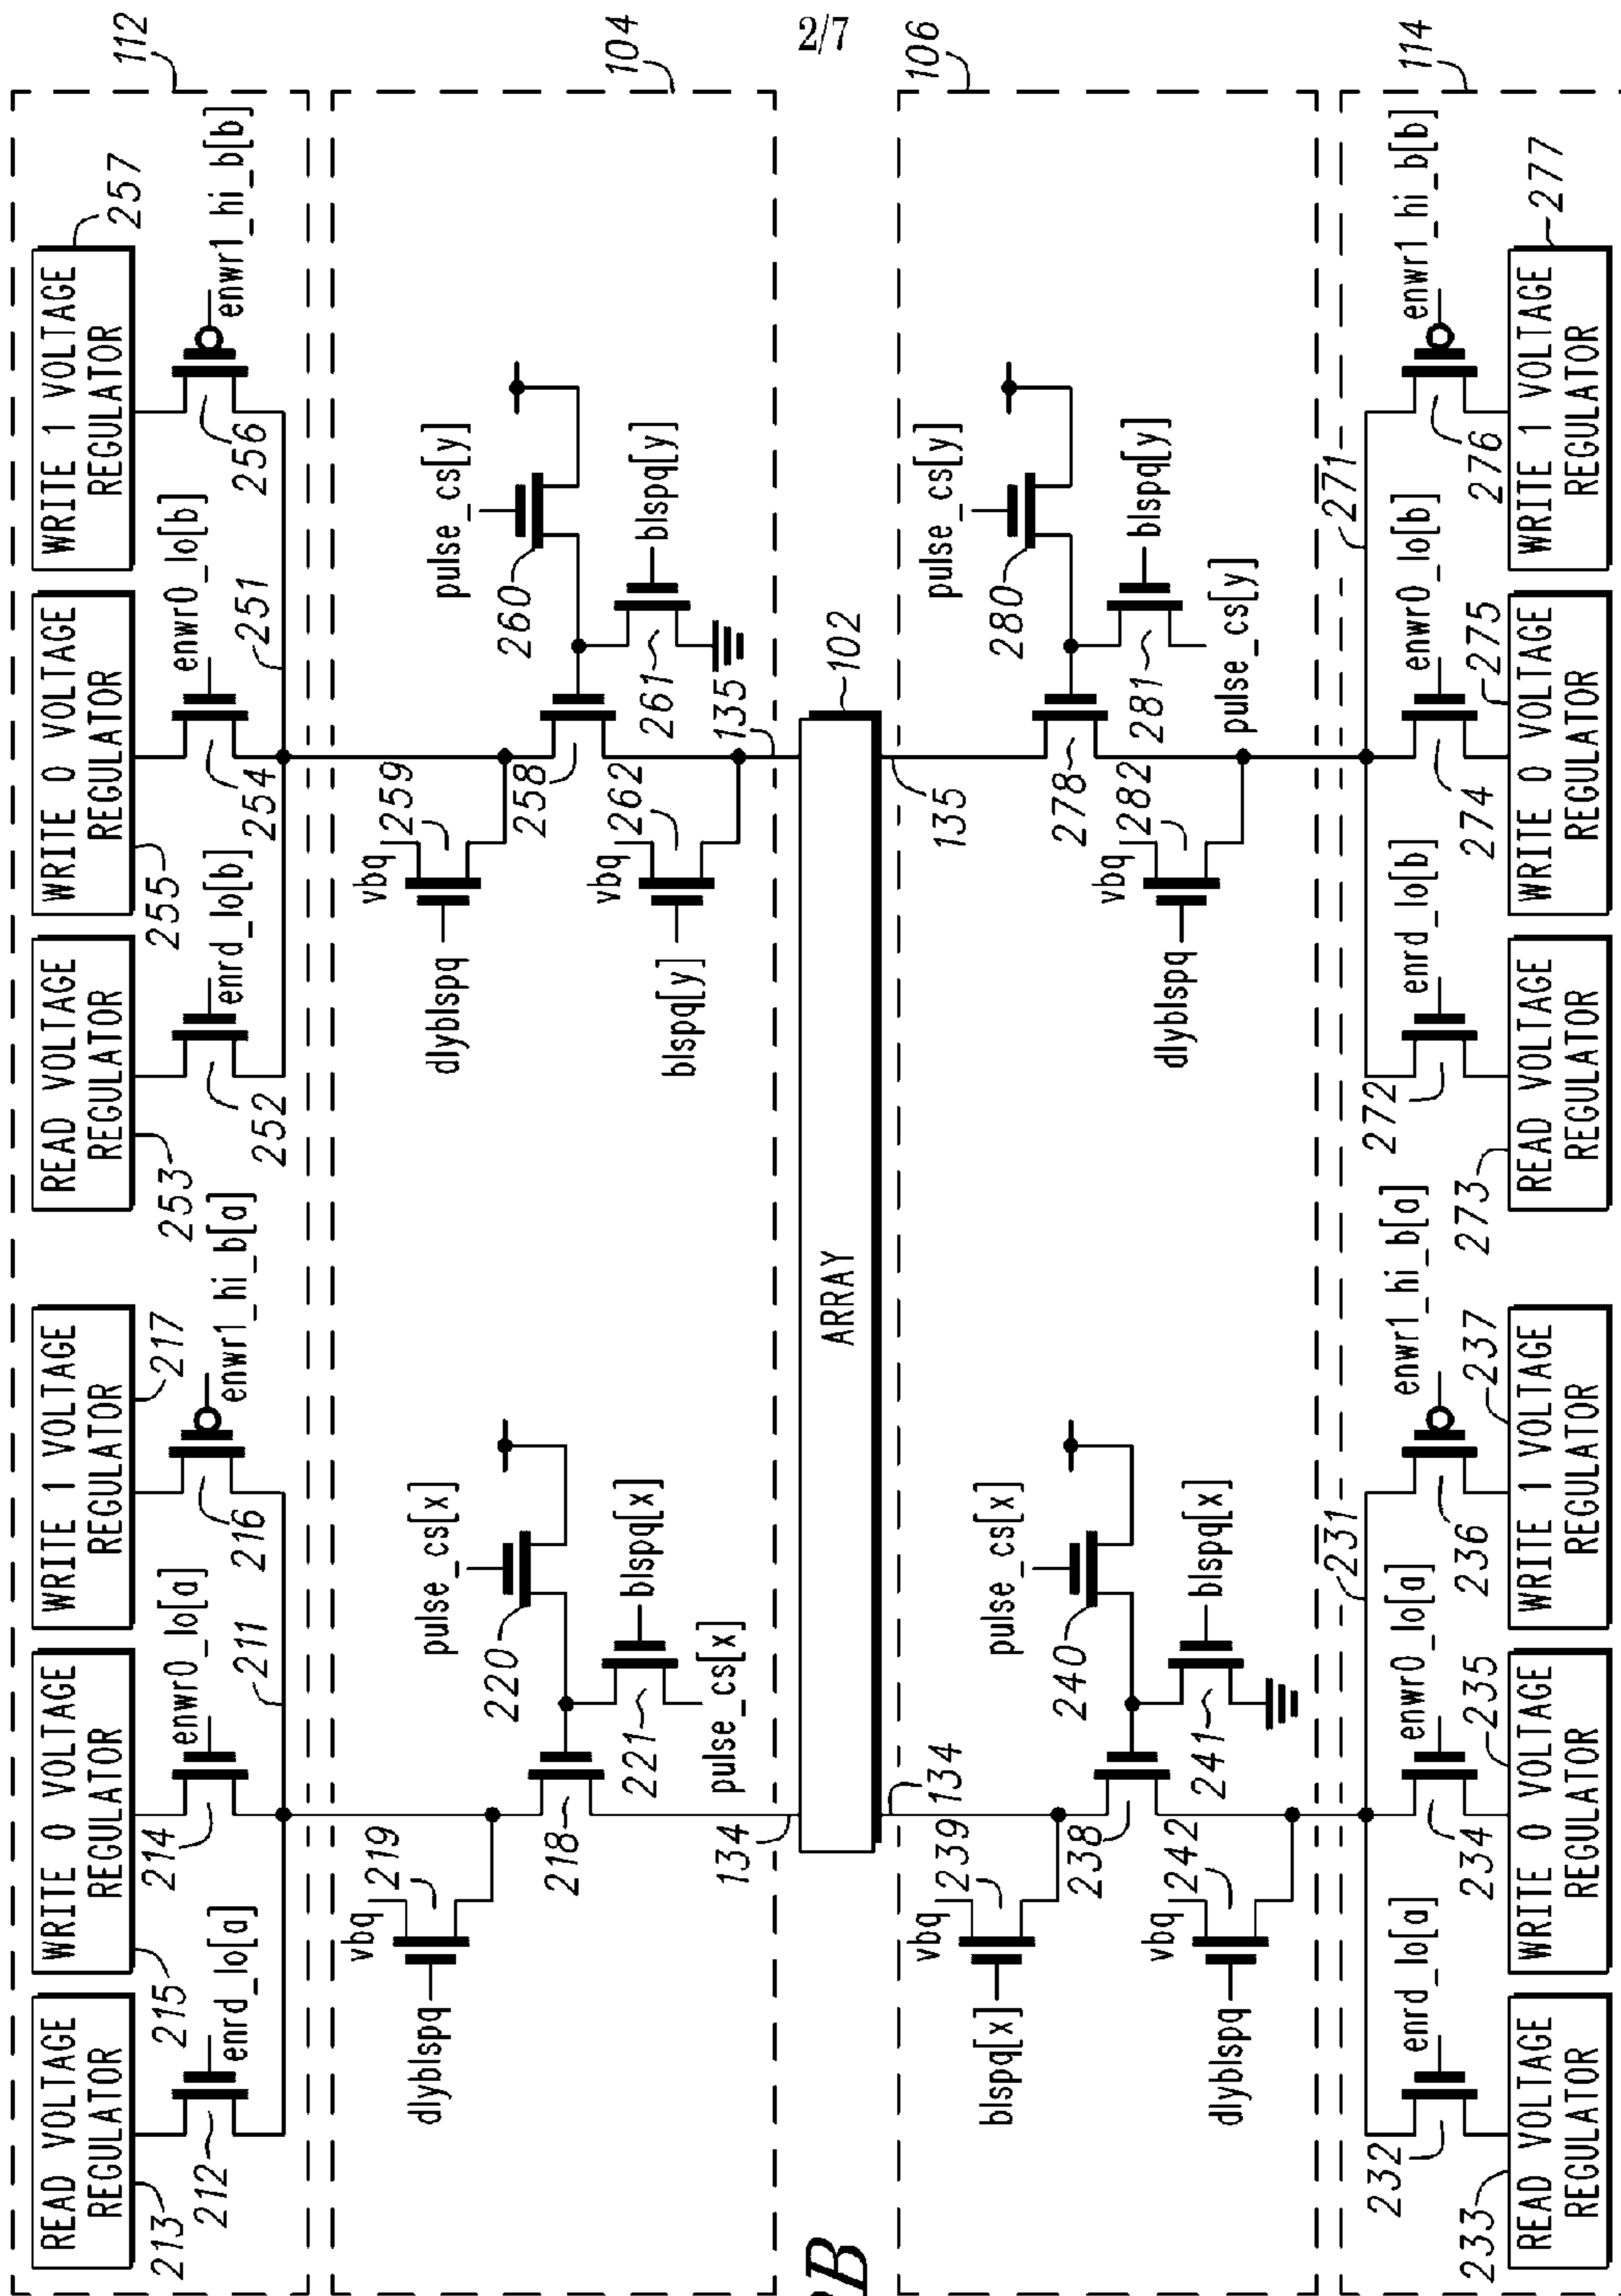 2/7
112
READ VOLTAGE
REGULATOR
WRITE 0 VOLTAGE
REGULATOR
WRITE 1 VOLTAGE
REGULATOR
READ VOLTAGE
REGULATOR
WRITE 0 VOLTAGE
REGULATOR
WRITE 1 VOLTAGE
REGULATOR
213
215
217
253
255
257
212
enrd_lo[a]
214
enwr0_lo[a]
216
enwr1_hi_b[a]
252
enrd_lo[b]
254
enwr0_lo[b]
256
enwr1_hi_b[b]
211
251
104
vbq
219
dlyblspq
218
220
pulse_cs[x]
221
blspq[x]
pulse_cs[x]
134
vbq
259
dlyblspq
258
260
pulse_cs[y]
261
blspq[y]
vbq
262
blspq[y]
135
ARRAY
102
2B
106
134
vbq
239
blspq[x]
238
240
pulse_cs[x]
241
blspq[x]
vbq
242
dlyblspq
135
278
280
pulse_cs[y]
281
blspq[y]
pulse_cs[y]
vbq
282
dlyblspq
114
231
271
232
enrd_lo[a]
234
enwr0_lo[a]
236
enwr1_hi_b[a]
272
enrd_lo[b]
274
enwr0_lo[b]
276
enwr1_hi_b[b]
233
235
237
273
275
277
READ VOLTAGE
REGULATOR
WRITE 0 VOLTAGE
REGULATOR
WRITE 1 VOLTAGE
REGULATOR
READ VOLTAGE
REGULATOR
WRITE 0 VOLTAGE
REGULATOR
WRITE 1 VOLTAGE
REGULATOR